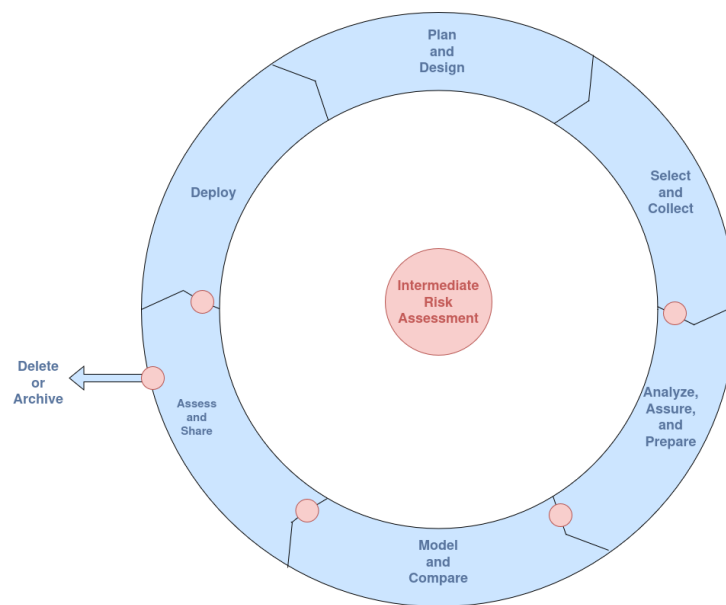 Plan
and
Design
Select
and
Collect
Deploy
Intermediate
Risk
Assessment
Delete
or
Archive
Assess
and
Share
Analyze,
Assure,
and
Prepare
Model
and
Compare